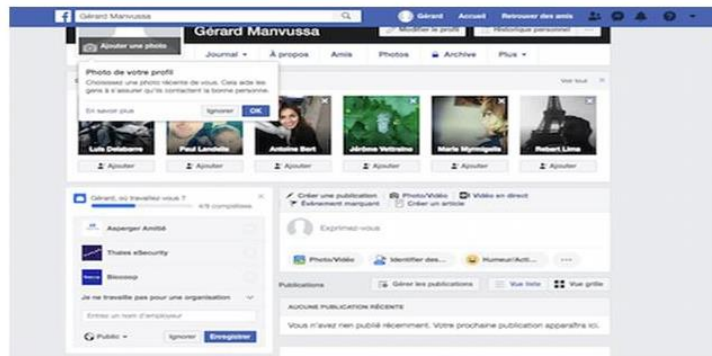 Gérard Manvussa
Gérant Accueil Retrouver des amis
Gérard Manvussa
Modifier le profil Historique personnel
Ajouter une photo
Journal À propos Amis Photos Archive Plus
Photo de votre profil
Choisissez une photo récente de vous. Cela aide les
gens à s'assurer qu'ils contactent la bonne personne.
En savoir plus Ignorer OK
Voir tout
Luis Delabarre Paul Landelle Antoine Bort Jérôme Vettraino Marie Myrmigalle Robert Lima
Ajouter Ajouter Ajouter Ajouter Ajouter Ajouter
Gérard, où travaillez-vous ?
4/9 complétées
Asperger Amitié
Thales eSecurity
Biocoop
Je ne travaille pas pour une organisation
Entrez un nom d'employeur
Public Ignorer Enregistrer
Créer une publication Photo/Vidéo Vidéo en direct
Évènement marquant Créer un article
Exprimez-vous
Photo/Vidéo Identifier des... Humeur/Acti...
Publications Gérer les publications Vue liste Vue grille
AUCUNE PUBLICATION RÉCENTE
Vous n'avez rien publié récemment. Votre prochaine publication apparaîtra ici.